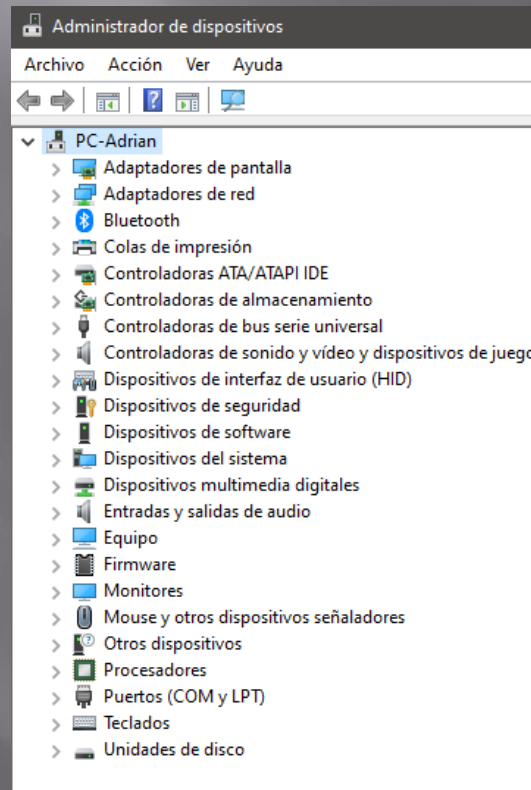 Administrador de dispositivos
Archivo Acción Ver Ayuda
PC-Adrian
Adaptadores de pantalla
Adaptadores de red
Bluetooth
Colas de impresión
Controladoras ATA/ATAPI IDE
Controladoras de almacenamiento
Controladoras de bus serie universal
Controladoras de sonido y vídeo y dispositivos de juego
Dispositivos de interfaz de usuario (HID)
Dispositivos de seguridad
Dispositivos de software
Dispositivos del sistema
Dispositivos multimedia digitales
Entradas y salidas de audio
Equipo
Firmware
Monitores
Mouse y otros dispositivos señaladores
Otros dispositivos
Procesadores
Puertos (COM y LPT)
Teclados
Unidades de disco